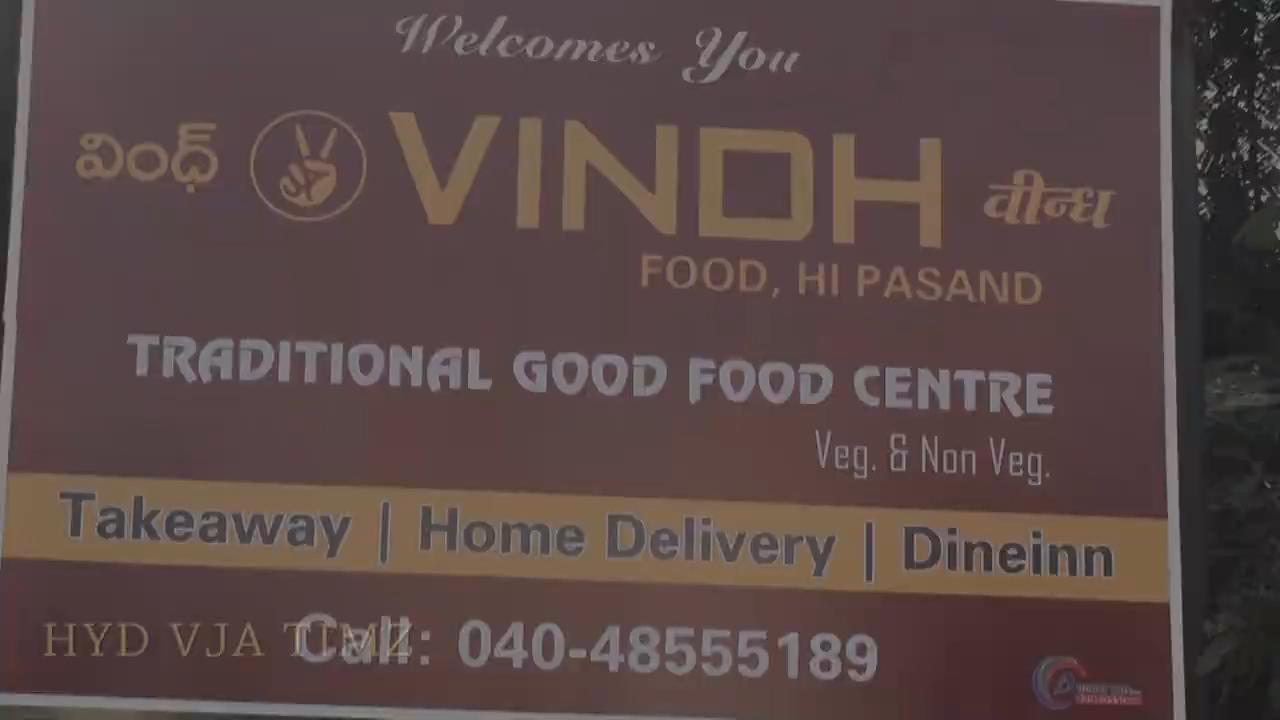 Welcomes You
వింధ్ VINDH वीन्ध
FOOD, HI PASAND
TRADITIONAL GOOD FOOD CENTRE
Veg. & Non Veg.
Takeaway | Home Delivery | Dineinn
Call: 040-48555189
HYD VJA TIMZ